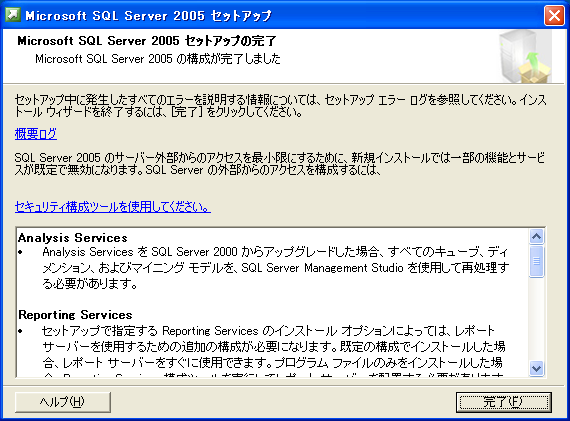 Microsoft SQL Server 2005 セットアップ
Microsoft SQL Server 2005 セットアップの完了
Microsoft SQL Server 2005 の構成が完了しました
セットアップ中に発生したすべてのエラーを説明する情報については、セットアップ エラー ログを参照してください。インス
トール ウィザードを終了するには、[完了] をクリックしてください。
概要ログ
SQL Server 2005 のサーバー外部からのアクセスを最小限にするために、新規インストールでは一部の機能とサービ
スが既定で無効になります。SQL Server の外部からのアクセスを構成するには、
セキュリティ構成ツールを使用してください。
Analysis Services
• Analysis Services を SQL Server 2000 からアップグレードした場合、すべてのキューブ、ディ
メンション、およびマイニング モデルを、SQL Server Management Studio を使用して再処理す
る必要があります。
Reporting Services
• セットアップで指定する Reporting Services のインストール オプションによっては、レポート
サーバーを使用するための追加の構成が必要になります。既定の構成でインストールした場
合、レポート サーバーをすぐに使用できます。プログラム ファイルのみをインストールした場
ヘルプ(H)
完了(F)